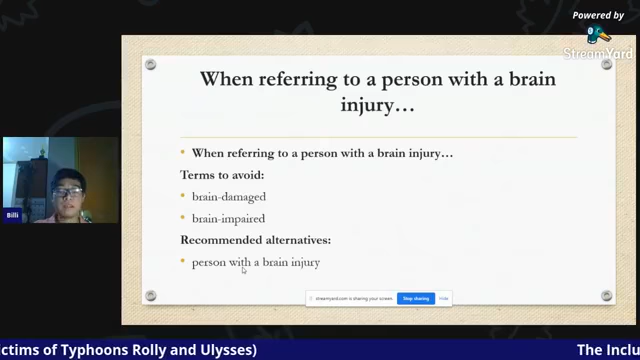 Powered by
StreamYard
When referring to a person with a brain
injury…
• When referring to a person with a brain injury…
Terms to avoid:
• brain-damaged
• brain-impaired
Recommended alternatives:
• person with a brain injury
Billi
streamyard.com is sharing your screen.
Stop sharing
Hide
ictims of Typhoons Rolly and Ulysses)
The Inclu